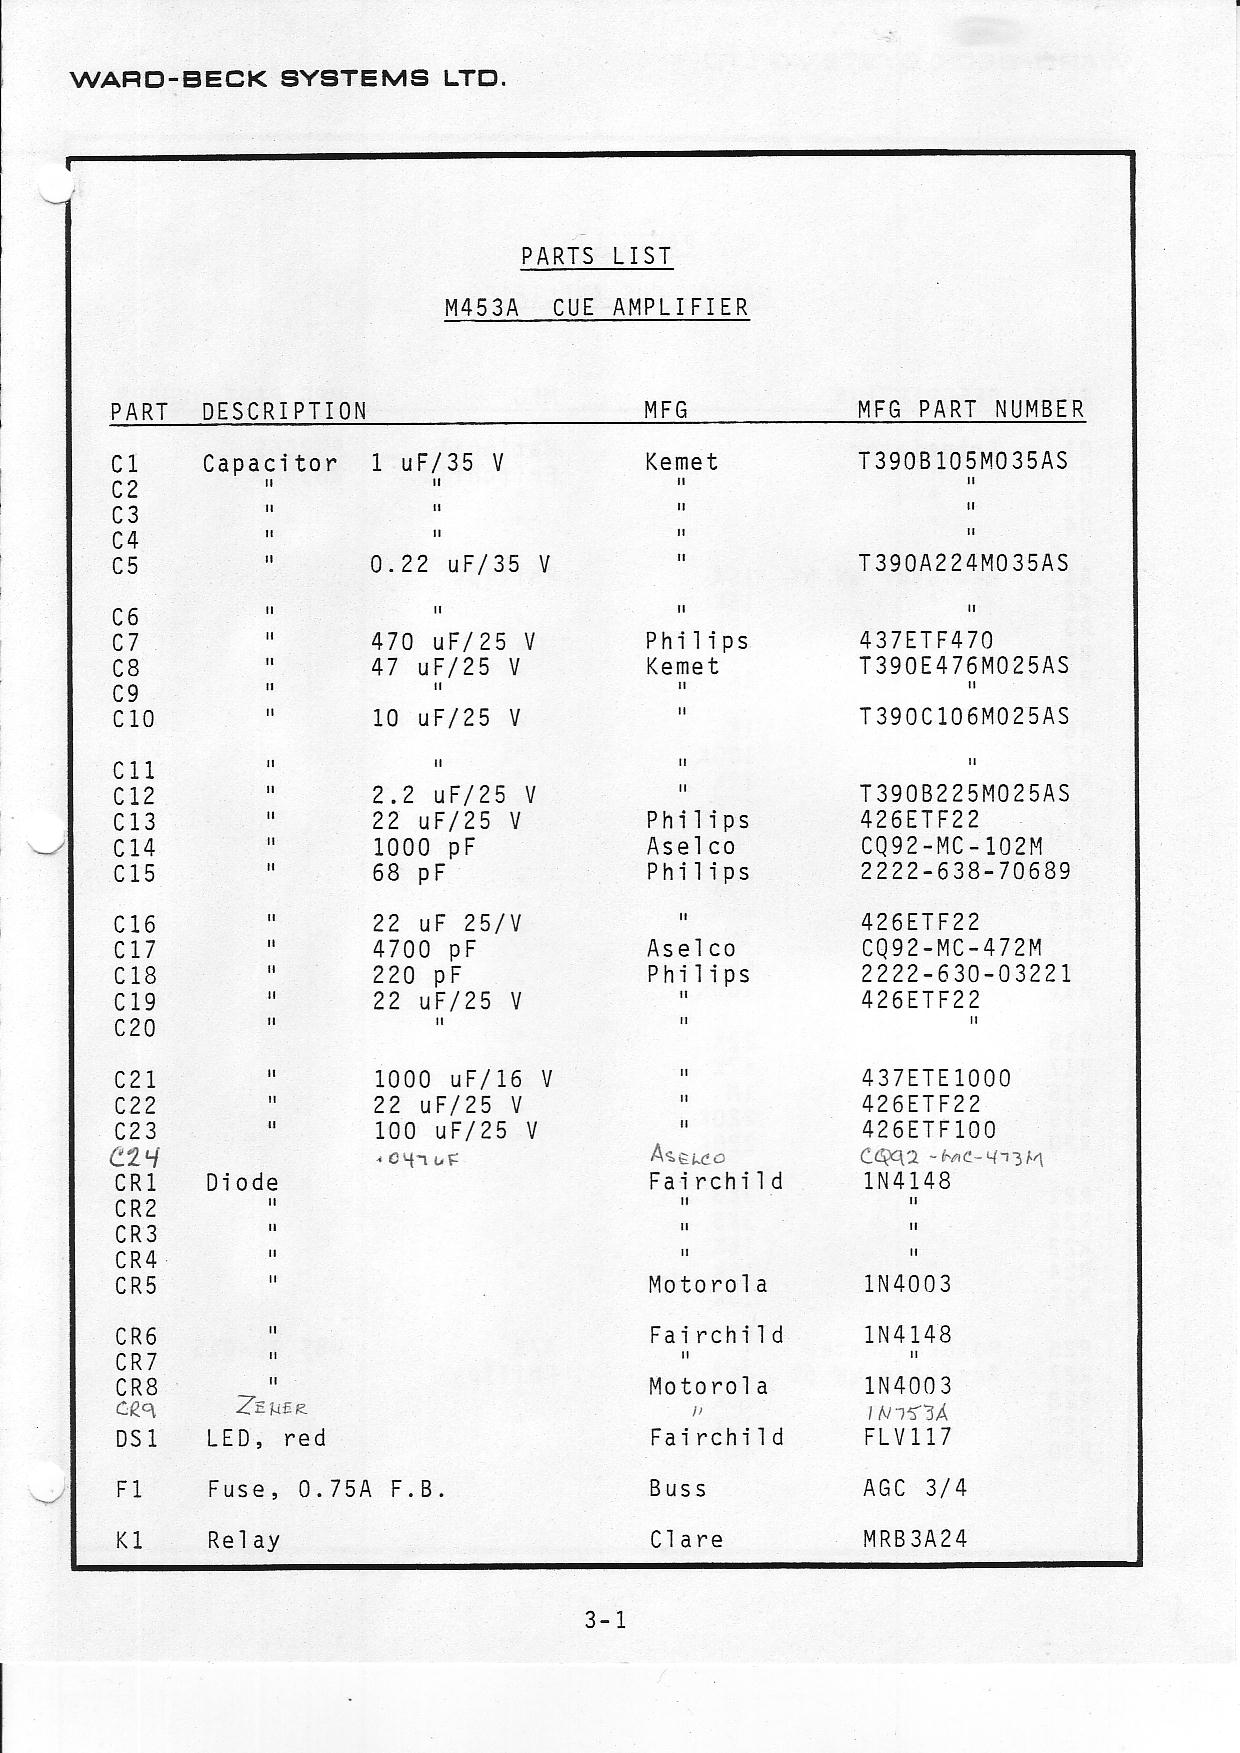 WARD-BECK SYSTEMS LTD.
PARTS LIST
M453A CUE AMPLIFIER
PART DESCRIPTION MFG MFG PART NUMBER
C1 Capacitor 1 uF/35 V Kemet T390B105M035AS
C2 " " " "
C3 " " " "
C4 " " " "
C5 " 0.22 uF/35 V " T390A224M035AS
C6 " " " "
C7 " 470 uF/25 V Philips 437ETF470
C8 " 47 uF/25 V Kemet T390E476M025AS
C9 " " " "
C10 " 10 uF/25 V " T390C106M025AS
C11 " " " "
C12 " 2.2 uF/25 V " T390B225M025AS
C13 " 22 uF/25 V Philips 426ETF22
C14 " 1000 pF Aselco CQ92-MC-102M
C15 " 68 pF Philips 2222-638-70689
C16 " 22 uF 25/V " 426ETF22
C17 " 4700 pF Aselco CQ92-MC-472M
C18 " 220 pF Philips 2222-630-03221
C19 " 22 uF/25 V " 426ETF22
C20 " " " "
C21 " 1000 uF/16 V " 437ETE1000
C22 " 22 uF/25 V " 426ETF22
C23 " 100 uF/25 V " 426ETF100
C24 .047uF ASELCO CQ92-MC-473M
CR1 Diode Fairchild 1N4148
CR2 " " "
CR3 " " "
CR4 " " "
CR5 " Motorola 1N4003
CR6 " Fairchild 1N4148
CR7 " " "
CR8 " Motorola 1N4003
CR9 ZENER " 1N753A
DS1 LED, red Fairchild FLV117
F1 Fuse, 0.75A F.B. Buss AGC 3/4
K1 Relay Clare MRB3A24
3-1